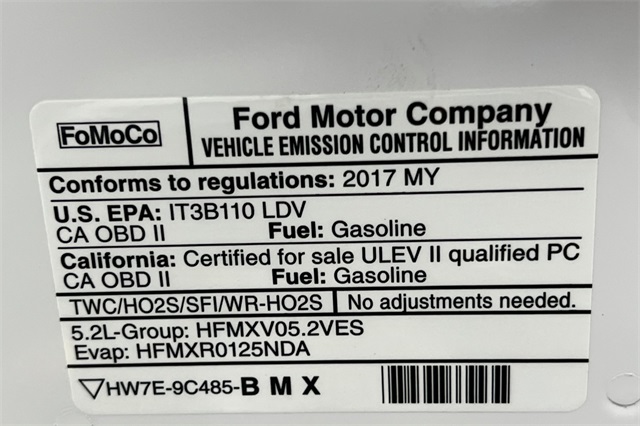 FoMoCo
Ford Motor Company
VEHICLE EMISSION CONTROL INFORMATION
Conforms to regulations: 2017 MY
U.S. EPA: IT3B110 LDV
CA OBD II Fuel: Gasoline
California: Certified for sale ULEV II qualified PC
CA OBD II Fuel: Gasoline
TWC/HO2S/SFI/WR-HO2S No adjustments needed.
5.2L-Group: HFMXV05.2VES
Evap: HFMXR0125NDA
HW7E-9C485-B M X